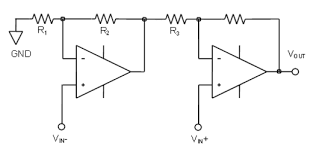 R1
R2
R3
VOUT
GND
-
-
+
+
VIN-
VIN+